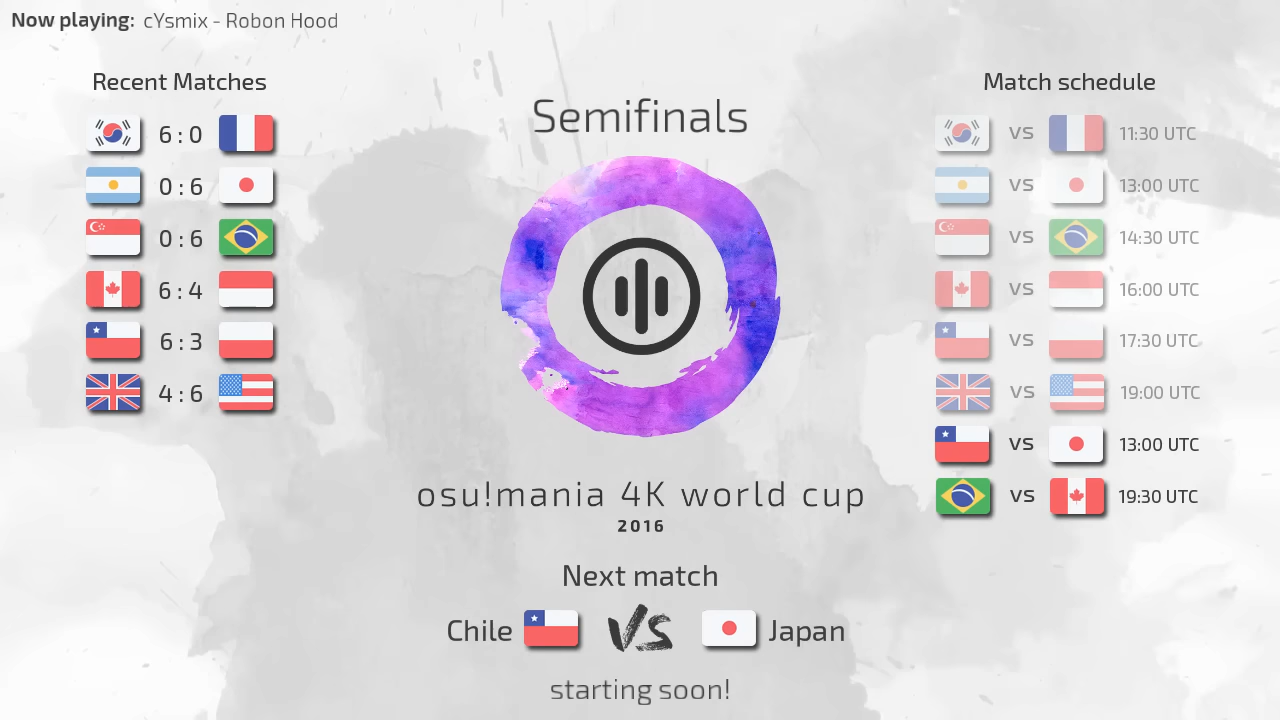 Now playing: cYsmix - Robon Hood
Recent Matches
6 : 0
0 : 6
0 : 6
6 : 4
6 : 3
4 : 6
Semifinals
osu!mania 4K world cup
2016
Next match
Chile VS Japan
starting soon!
Match schedule
VS 11:30 UTC
VS 13:00 UTC
VS 14:30 UTC
VS 16:00 UTC
VS 17:30 UTC
VS 19:00 UTC
VS 13:00 UTC
VS 19:30 UTC